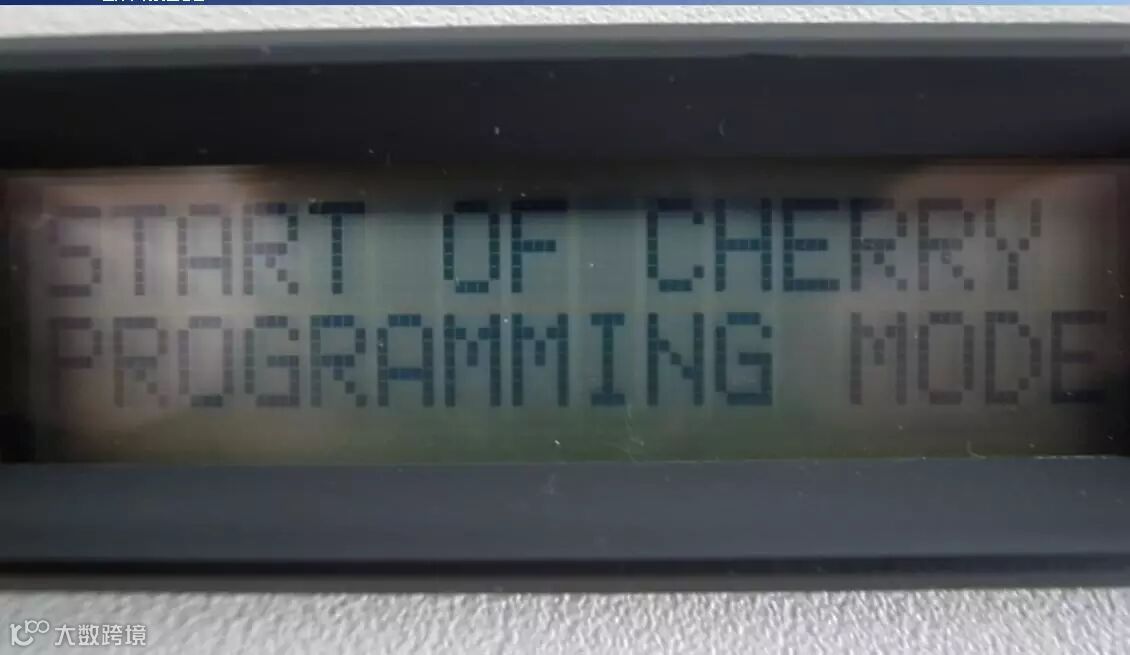 START OF CHERRY
PROGRAMMING MODE
大数跨境